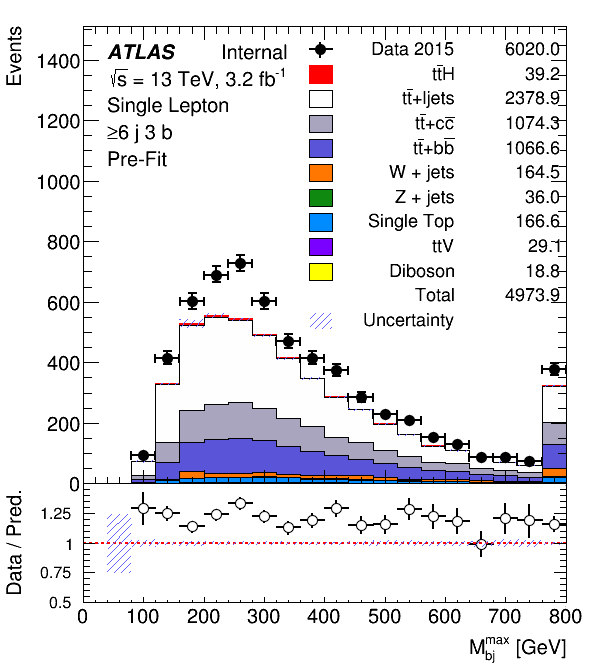 Events
1400
1200
1000
800
600
400
200
0
ATLAS Internal
√s = 13 TeV, 3.2 fb⁻¹
Single Lepton
≥6 j 3 b
Pre-Fit
Data 2015 6020.0
tt̅H 39.2
tt̅+ljets 2378.9
tt̅+cc̅ 1074.3
tt̅+bb̅ 1066.6
W + jets 164.5
Z + jets 36.0
Single Top 166.6
ttV 29.1
Diboson 18.8
Total 4973.9
Uncertainty
Data / Pred.
1.25
1
0.75
0.5
0 100 200 300 400 500 600 700 800
M_bj^max [GeV]